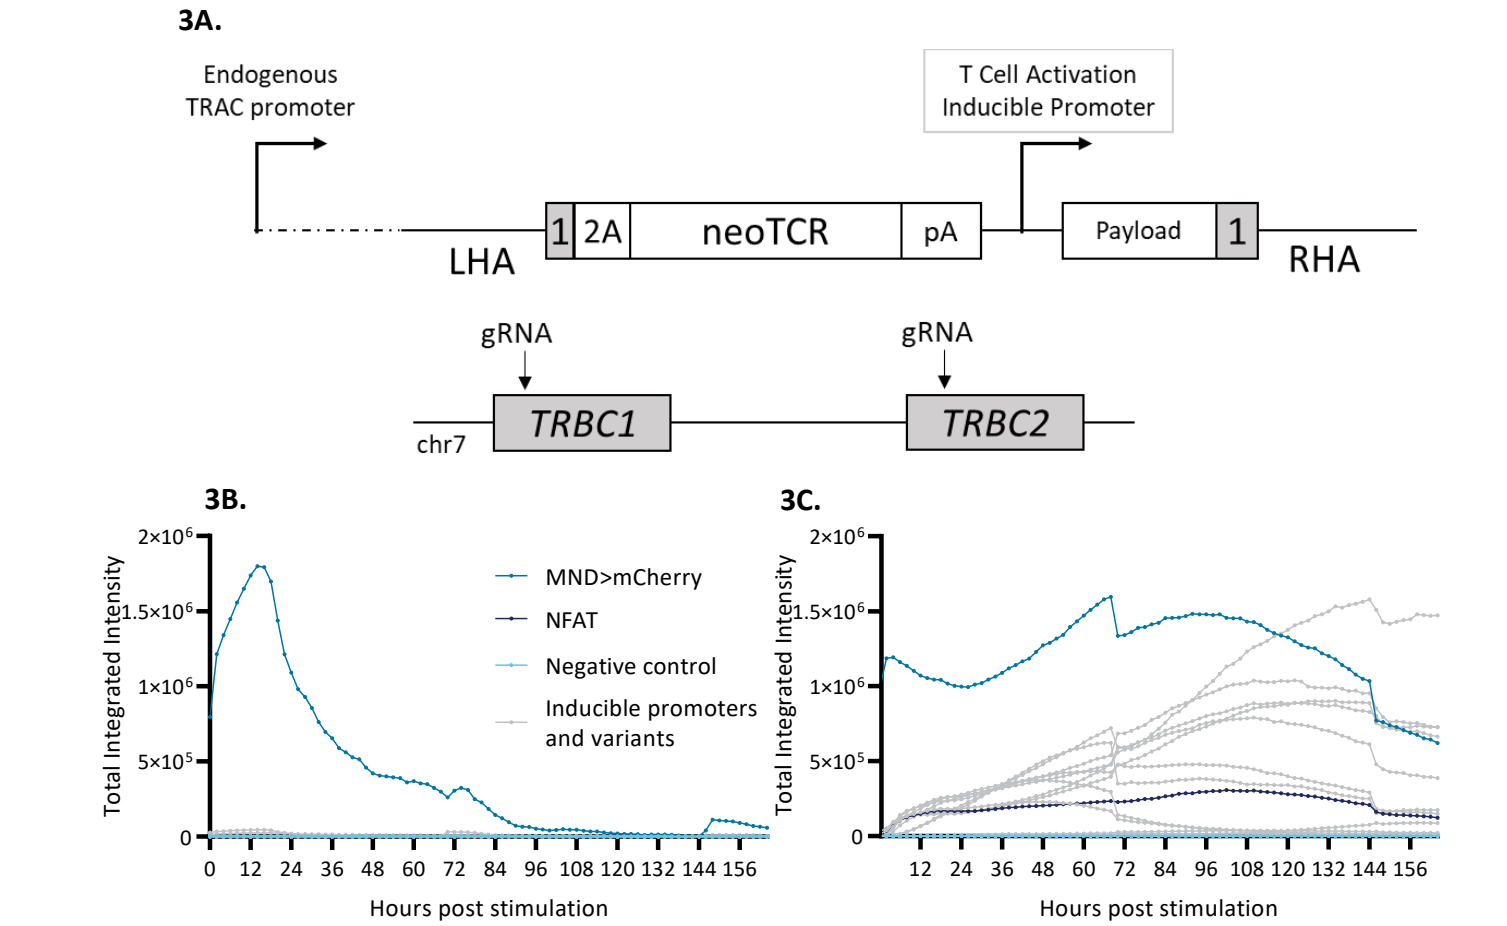 3A.
Endogenous
TRAC promoter
T Cell Activation
Inducible Promoter
1
2A
neoTCR
pA
Payload
1
LHA
RHA
gRNA
gRNA
TRBC1
TRBC2
chr7
3B.
2×10⁶
1.5×10⁶
1×10⁶
5×10⁵
0
Total Integrated Intensity
MND>mCherry
NFAT
Negative control
Inducible promoters
and variants
0 12 24 36 48 60 72 84 96 108 120 132 144 156
Hours post stimulation
3C.
2×10⁶
1.5×10⁶
1×10⁶
5×10⁵
0
Total Integrated Intensity
12 24 36 48 60 72 84 96 108 120 132 144 156
Hours post stimulation